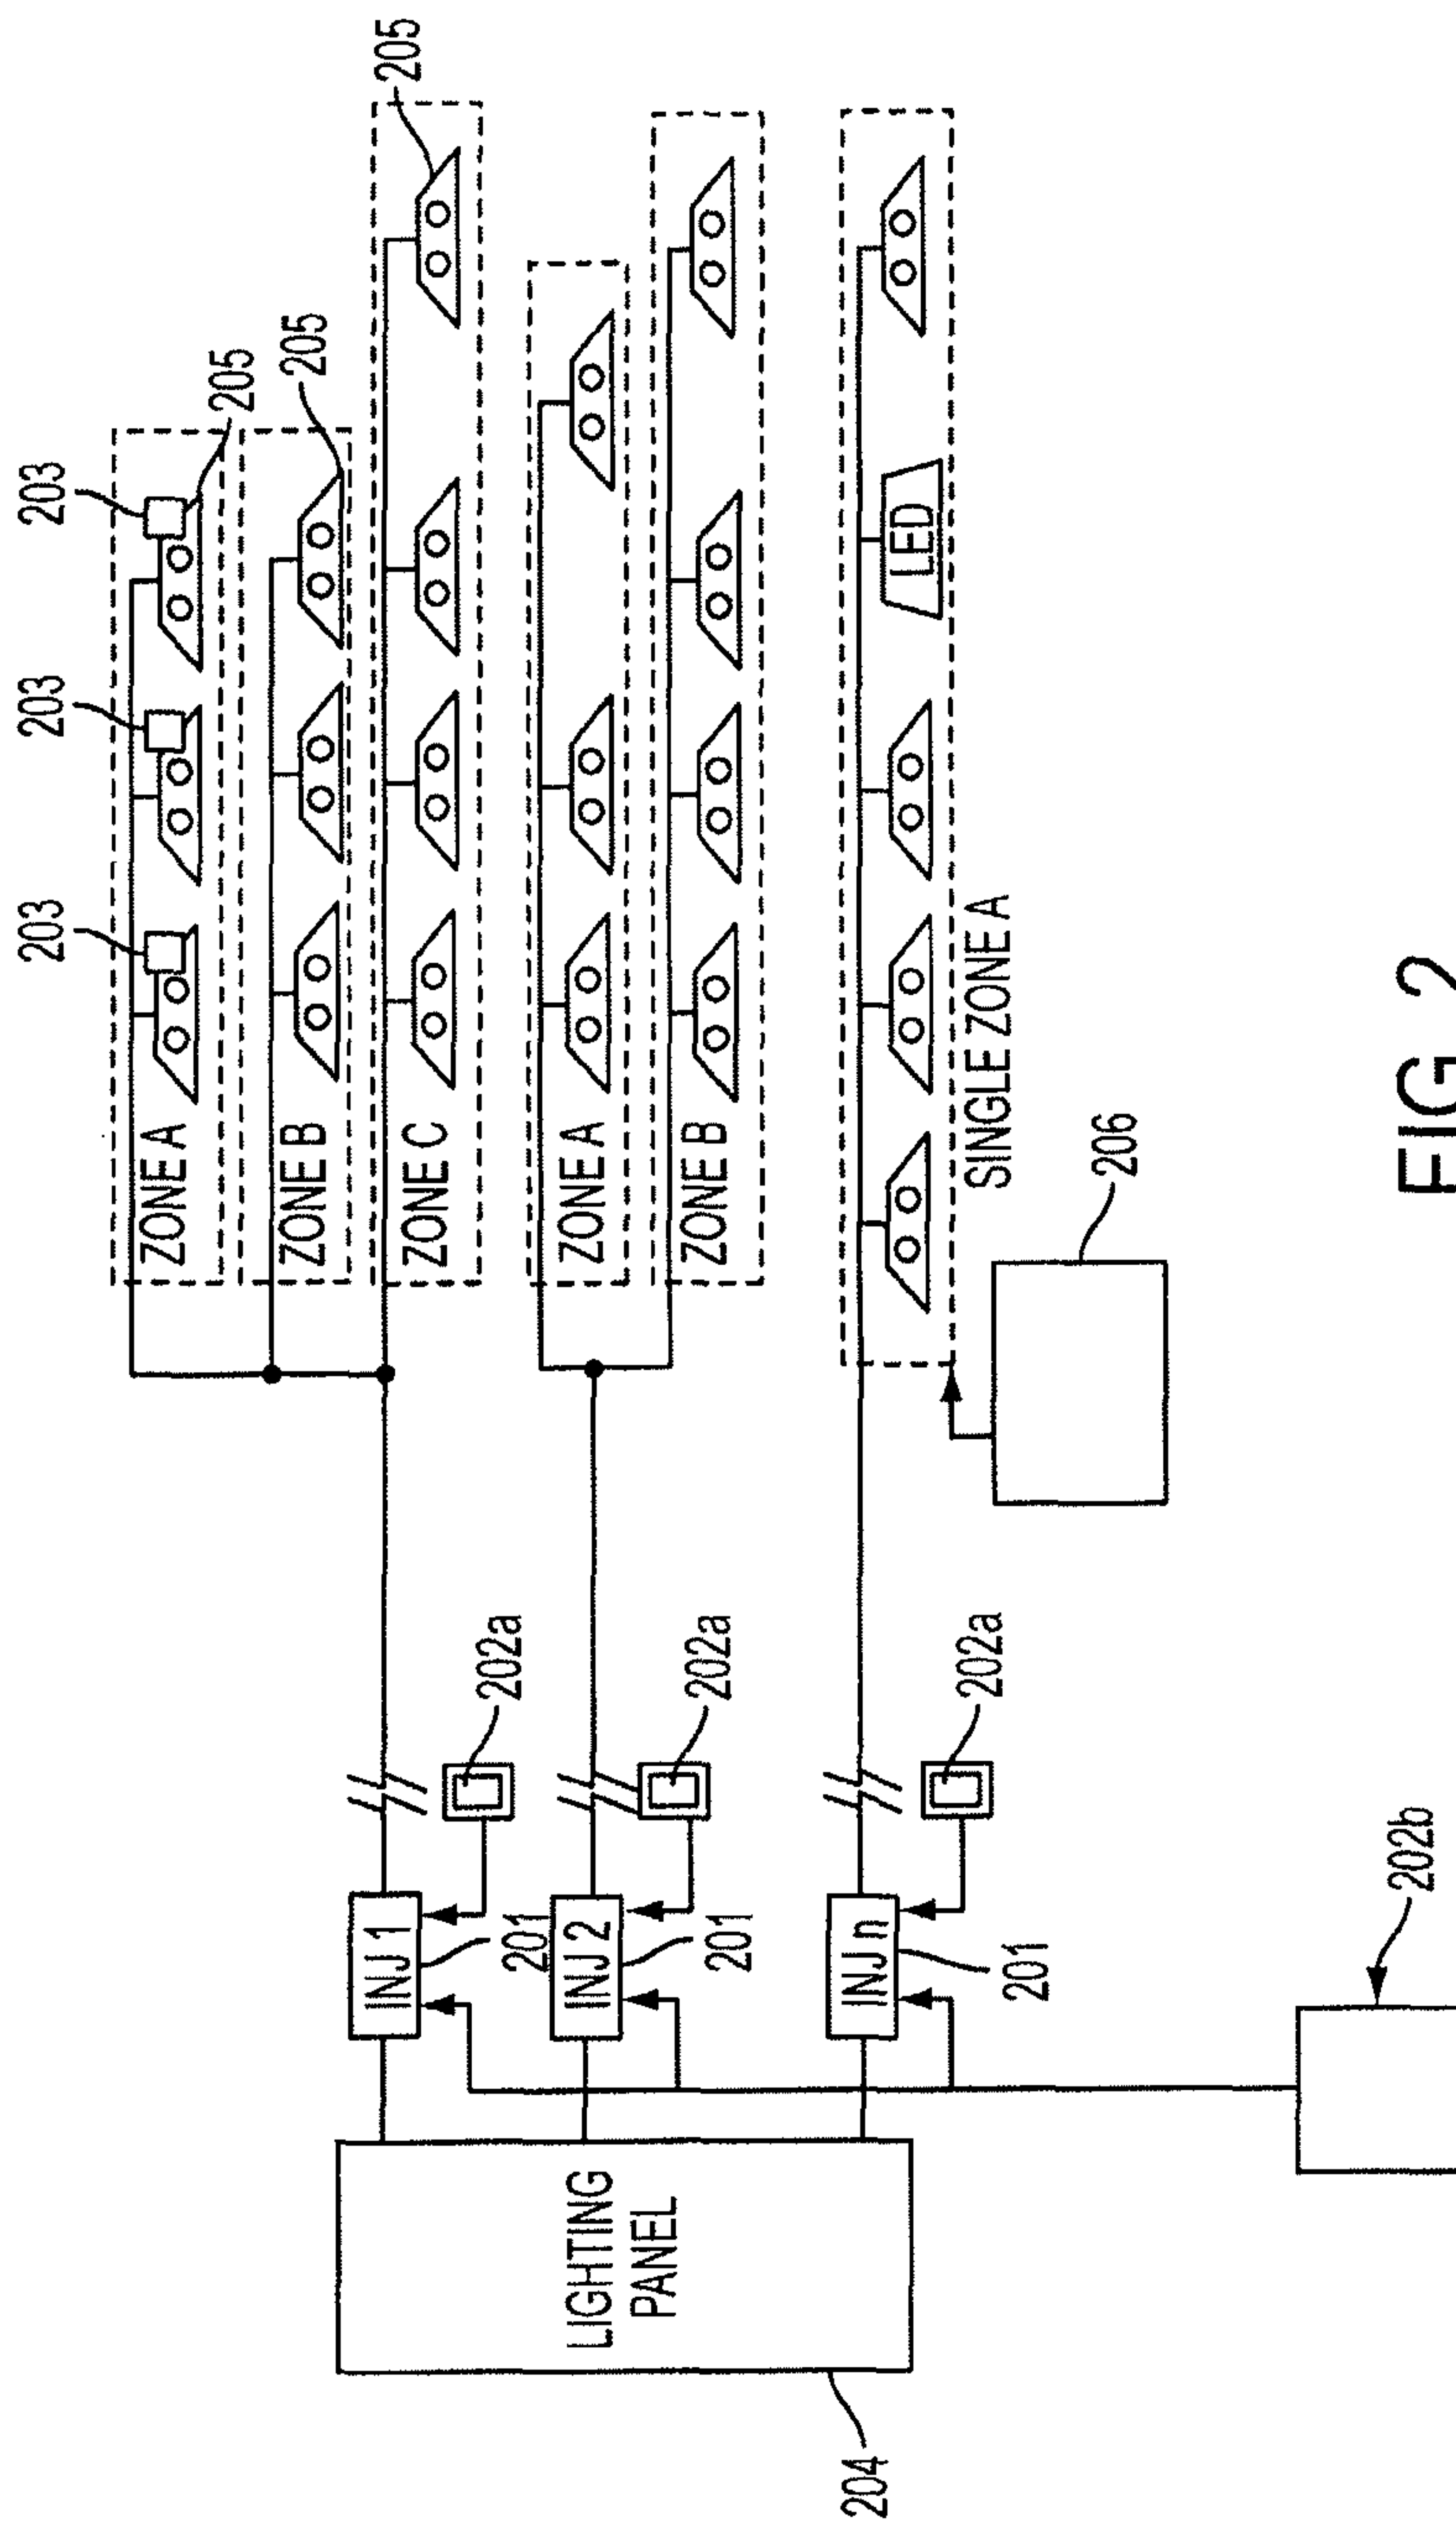 203
203
203
205
205
205
ZONE A
ZONE B
ZONE C
ZONE A
ZONE B
LED
SINGLE ZONE A
206
202a
202a
202a
INJ 1
201
INJ 2
201
INJ n
201
202b
LIGHTING
PANEL
204
FIG. 2